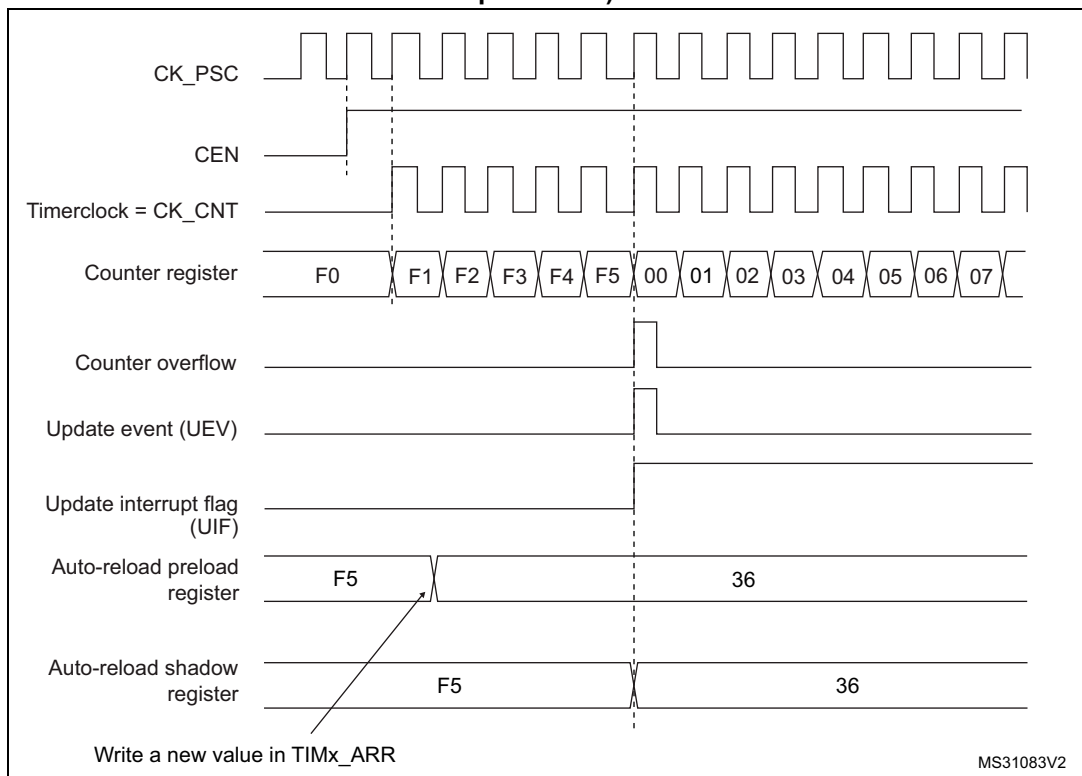 CK_PSC
CEN
Timerclock = CK_CNT
Counter register F0 F1 F2 F3 F4 F5 00 01 02 03 04 05 06 07
Counter overflow
Update event (UEV)
Update interrupt flag
(UIF)
Auto-reload preload
register
F5 36
Auto-reload shadow
register
F5 36
Write a new value in TIMx_ARR
MS31083V2